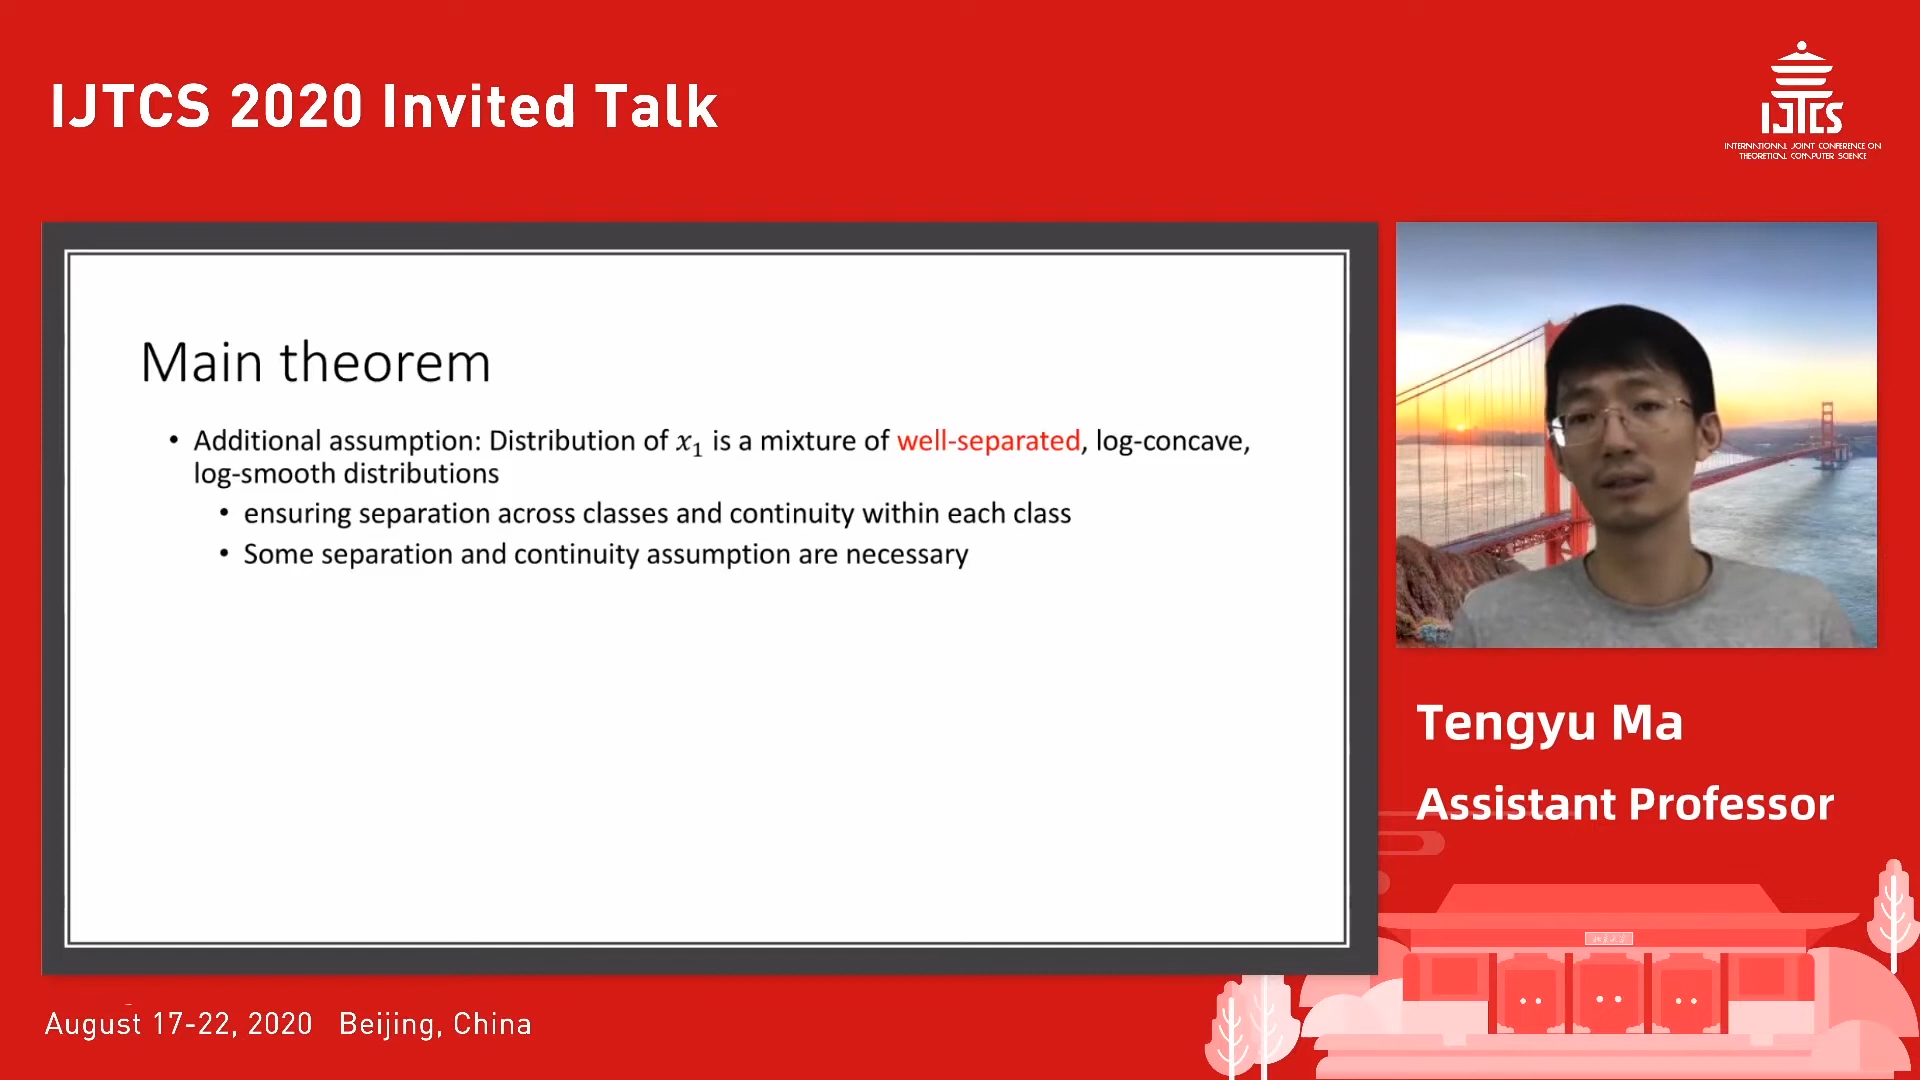 IJTCS 2020 Invited Talk
IJTCS
INTERNATIONAL JOINT CONFERENCE ON
THEORETICAL COMPUTER SCIENCE
Main theorem
• Additional assumption: Distribution of x₁ is a mixture of well-separated, log-concave,
log-smooth distributions
• ensuring separation across classes and continuity within each class
• Some separation and continuity assumption are necessary
Tengyu Ma
Assistant Professor
August 17-22, 2020 Beijing, China